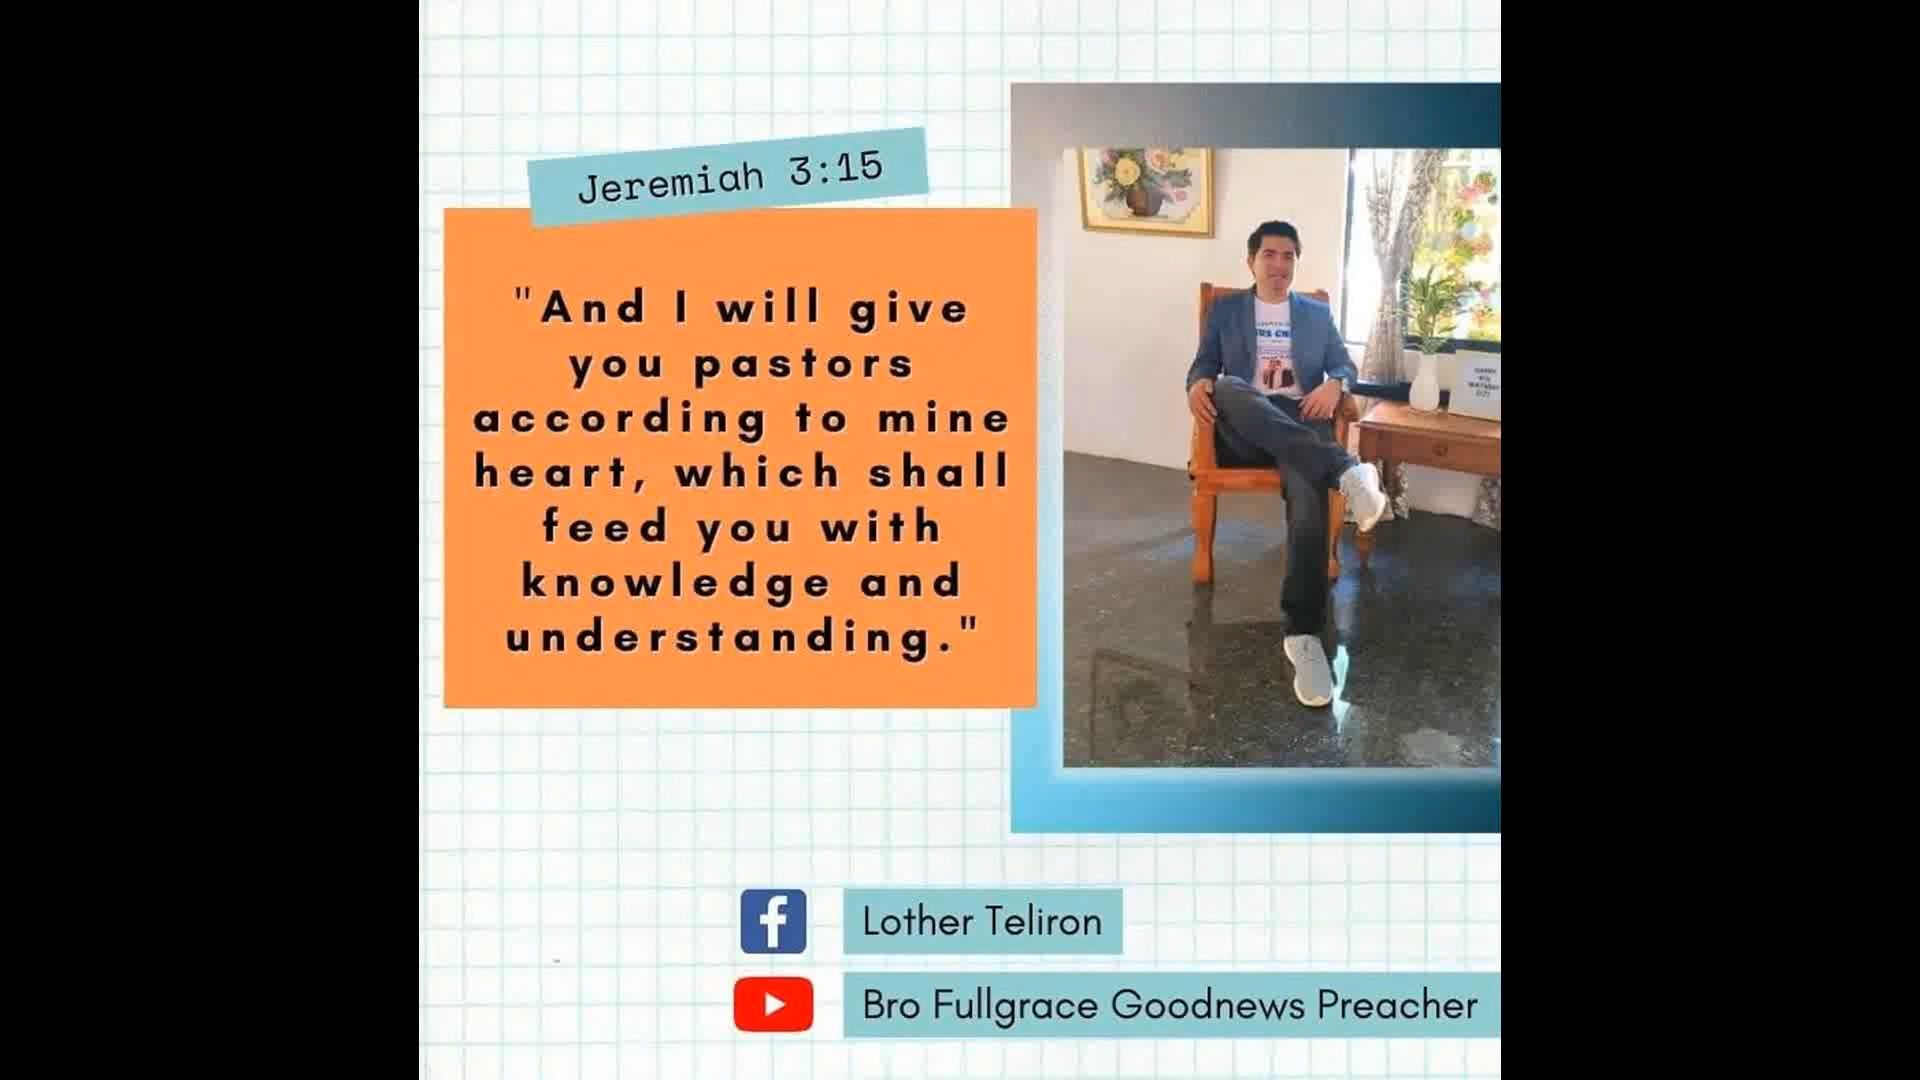 Jeremiah 3:15
"And I will give
you pastors
according to mine
heart, which shall
feed you with
knowledge and
understanding."
Lother Teliron
Bro Fullgrace Goodnews Preacher